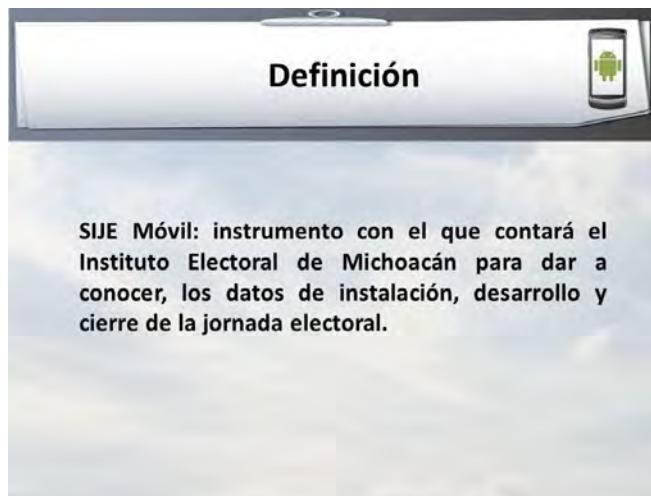 Definición
SIJE Móvil: instrumento con el que contará el
Instituto Electoral de Michoacán para dar a
conocer, los datos de instalación, desarrollo y
cierre de la jornada electoral.